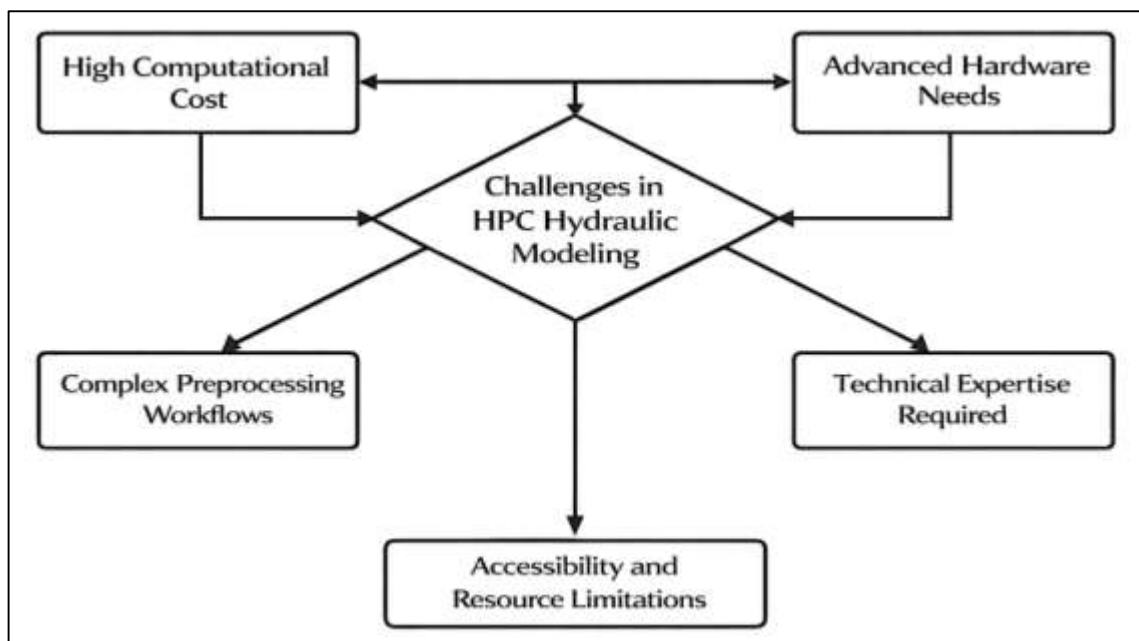 High Computational
Cost
Advanced Hardware
Needs
Challenges in
HPC Hydraulic
Modeling
Complex Preprocessing
Workflows
Technical Expertise
Required
Accessibility and
Resource Limitations